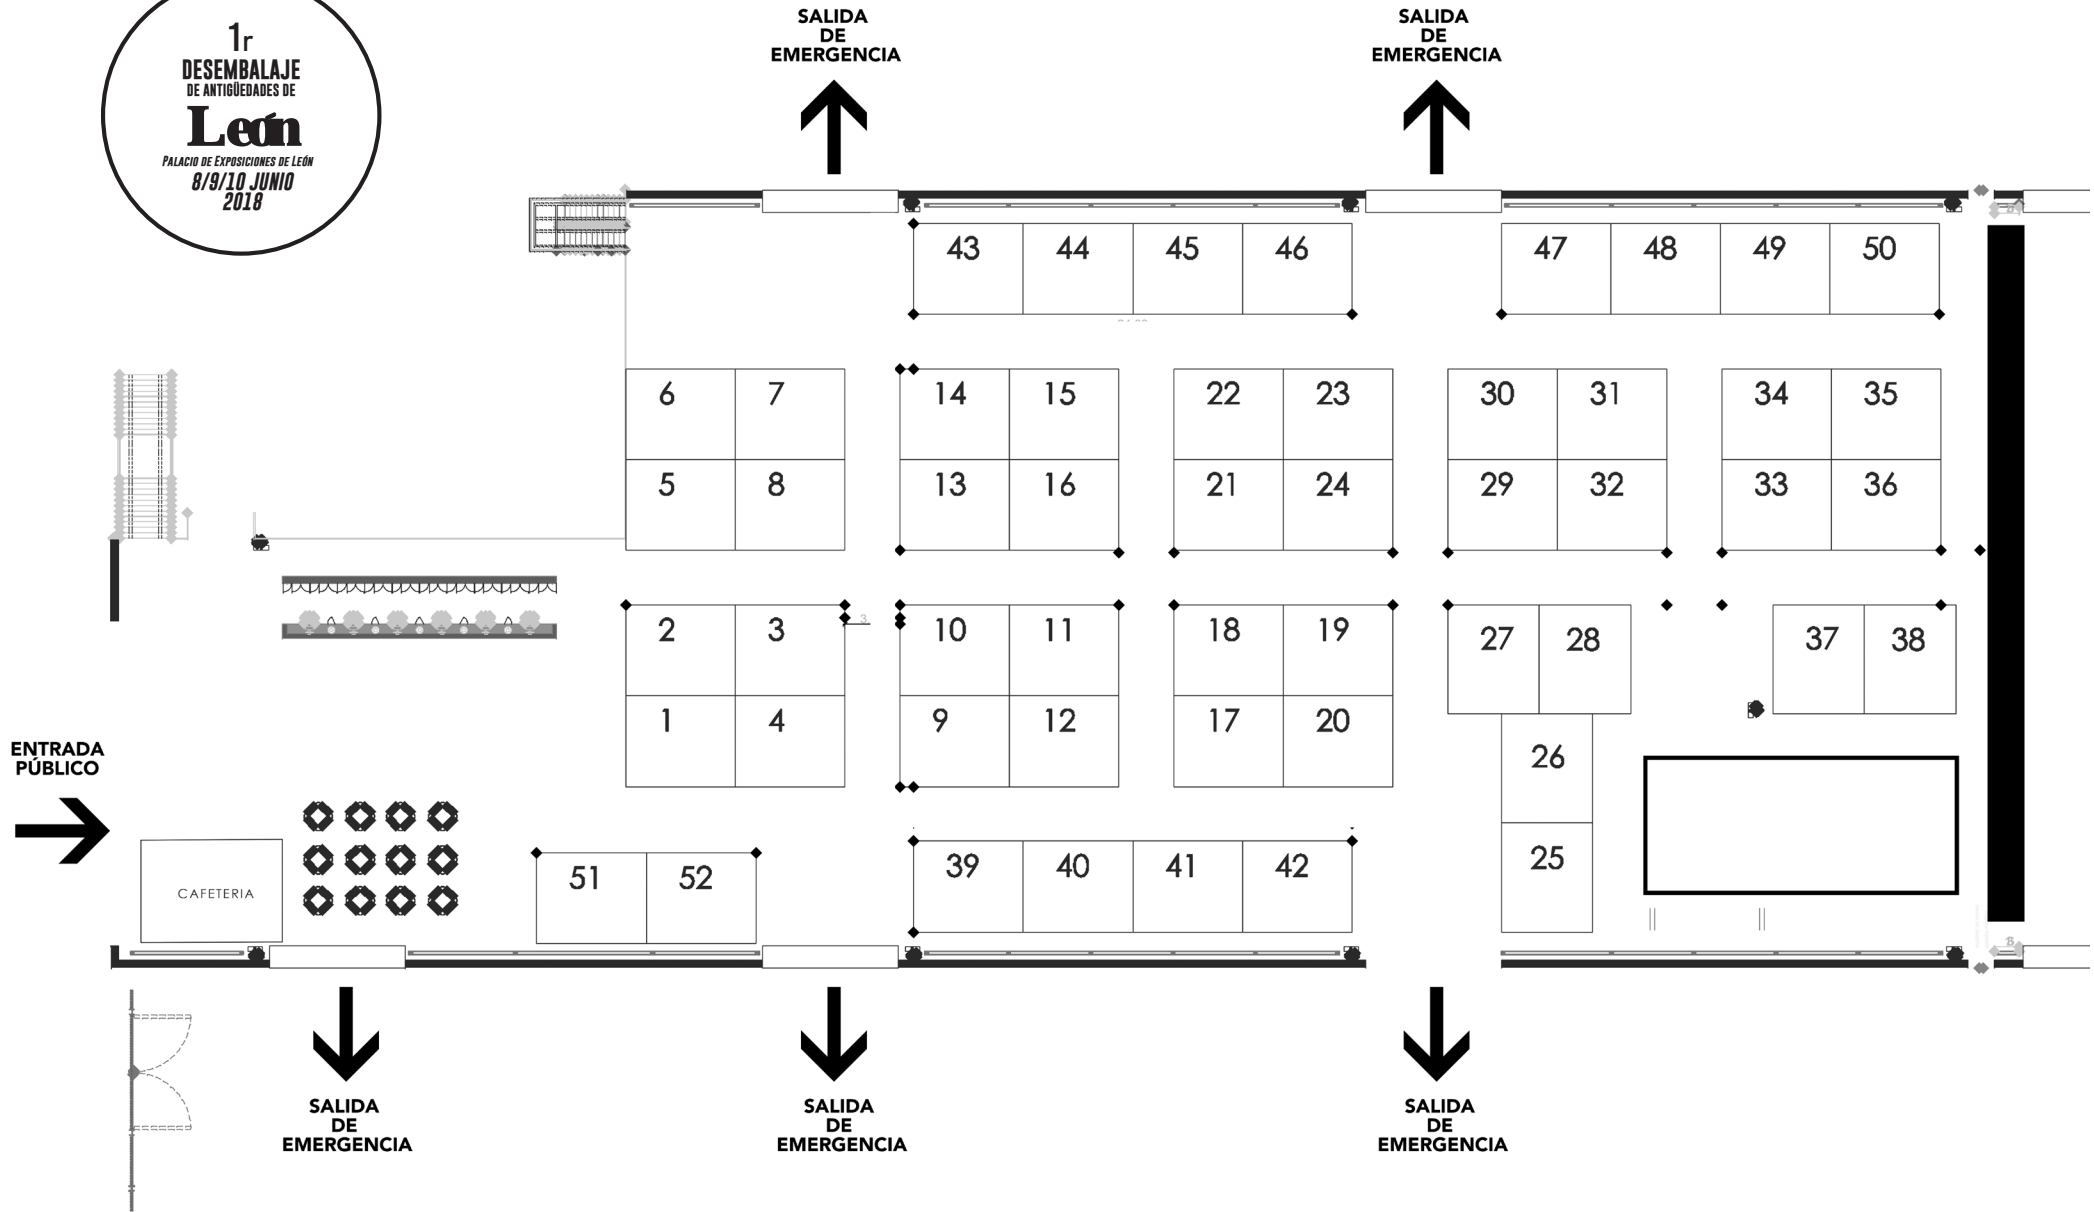 1r
DESEMBALAJE
DE ANTIGÜEDADES DE
León
PALACIO DE EXPOSICIONES DE LEÓN
8/9/10 JUNIO
2018
SALIDA
DE
EMERGENCIA
SALIDA
DE
EMERGENCIA
43 44 45 46 47 48 49 50
6 7 14 15 22 23 30 31 34 35
5 8 13 16 21 24 29 32 33 36
2 3 10 11 18 19 27 28 37 38
1 4 9 12 17 20 26
ENTRADA
PÚBLICO
CAFETERIA
51 52 39 40 41 42 25
SALIDA
DE
EMERGENCIA
SALIDA
DE
EMERGENCIA
SALIDA
DE
EMERGENCIA